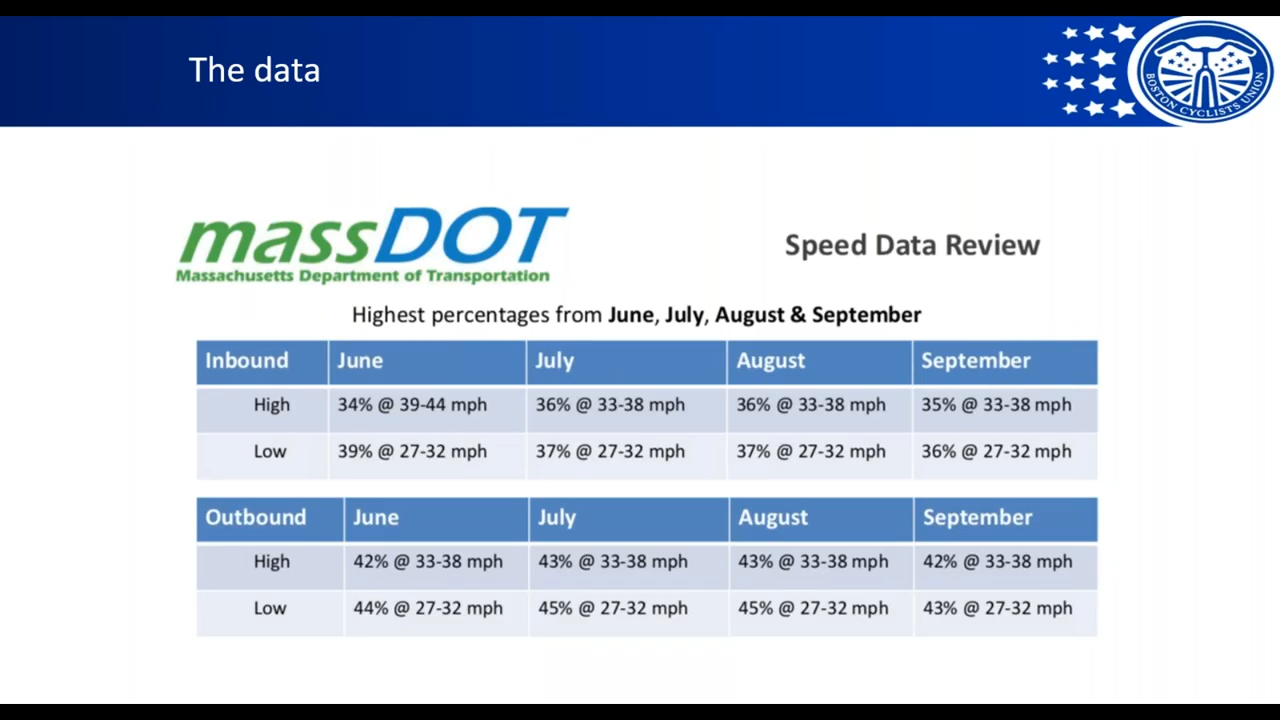 The data
BOSTON CYCLISTS UNION
massDOT
Massachusetts Department of Transportation
Speed Data Review
Highest percentages from June, July, August & September
Inbound June July August September
High 34% @ 39-44 mph 36% @ 33-38 mph 36% @ 33-38 mph 35% @ 33-38 mph
Low 39% @ 27-32 mph 37% @ 27-32 mph 37% @ 27-32 mph 36% @ 27-32 mph
Outbound June July August September
High 42% @ 33-38 mph 43% @ 33-38 mph 43% @ 33-38 mph 42% @ 33-38 mph
Low 44% @ 27-32 mph 45% @ 27-32 mph 45% @ 27-32 mph 43% @ 27-32 mph